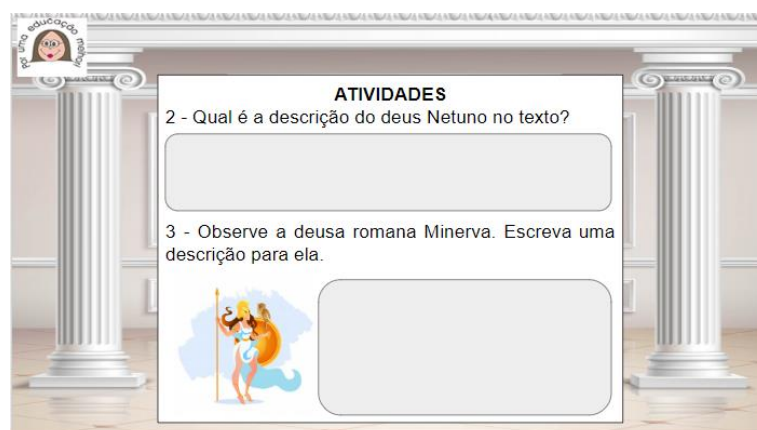 Por uma educação melhor!
ATIVIDADES
2 - Qual é a descrição do deus Netuno no texto?
3 - Observe a deusa romana Minerva. Escreva uma
descrição para ela.